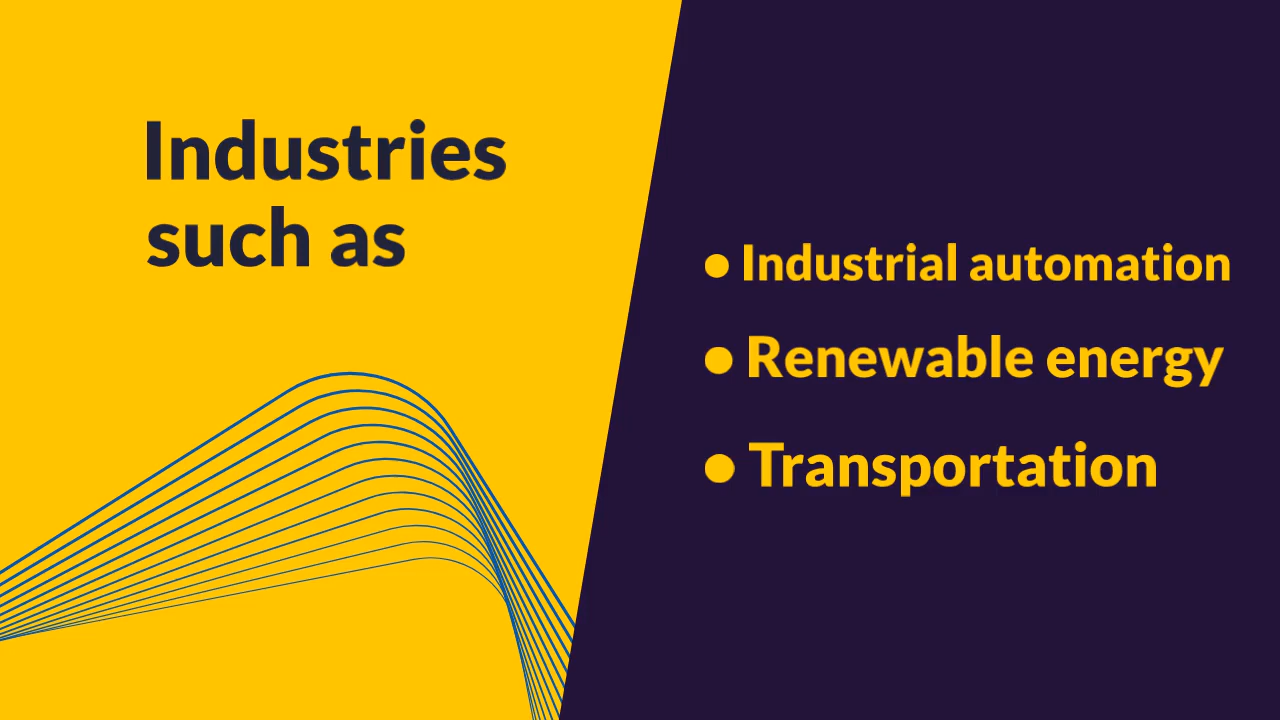 Industries
such as
• Industrial automation
• Renewable energy
• Transportation